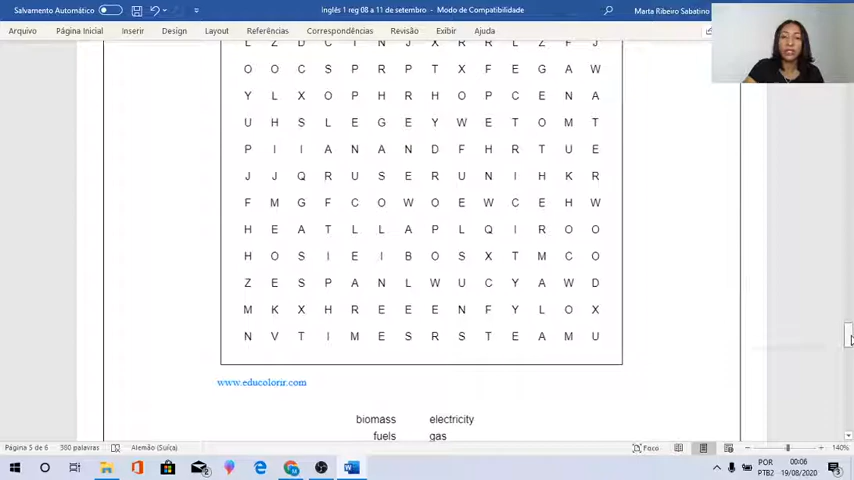 Salvamento Automático
Inglês 1 reg 08 a 11 de setembro - Modo de Compatibilidade
Marta Ribeiro Sabatino
Arquivo Página Inicial Inserir Design Layout Referências Correspondências Revisão Exibir Ajuda
L Z D C I N J X R R L Z F J
O O C S P R P T X F E G A W
Y L X O P H R H O P C E N A
U H S L E G E Y W E T O M T
P I I A N A N D F H R T U E
J J Q R U S E R U N I H K R
F M G F C O W O E W C E H W
H E A T L L A P L Q I R O O
H O S I E I B O S X T M C O
Z E S P A N L W U C Y A W D
M K X H R E E E N F Y L O X
N V T I M E S R S T E A M U
www.educolorir.com
biomass electricity
fuels gas
Página 5 de 6 380 palavras Alemão (Suíça) Foco 140%
POR 00:06
PTB2 19/08/2020